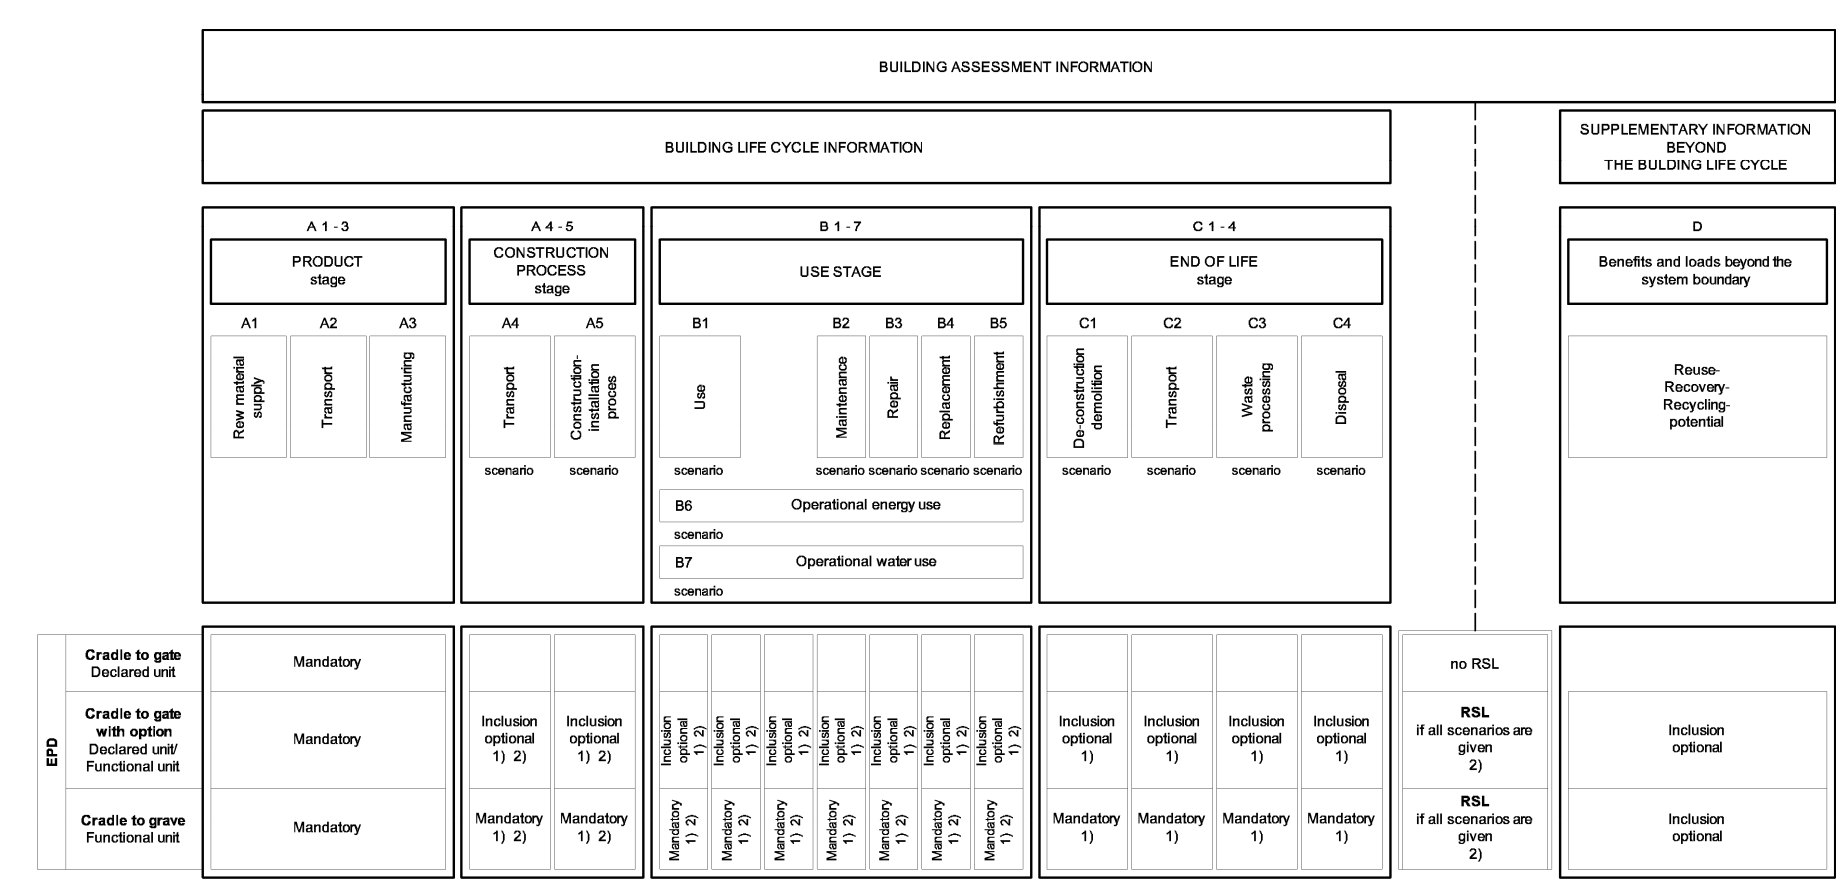 BUILDING ASSESSMENT INFORMATION
BUILDING LIFE CYCLE INFORMATION
SUPPLEMENTARY INFORMATION
BEYOND
THE BULDING LIFE CYCLE
A 1 - 3
PRODUCT
stage
A 4 - 5
CONSTRUCTION
PROCESS
stage
B 1 - 7
USE STAGE
C 1 - 4
END OF LIFE
stage
D
Benefits and loads beyond the
system boundary
A1
A2
A3
A4
A5
B1
B2
B3
B4
B5
C1
C2
C3
C4
Rew material
supply
Transport
Manufacturing
Transport
Construction-
installation
proces
Use
Maintenance
Repair
Replacement
Refurbishment
De-construction
demolition
Transport
Waste
processing
Disposal
Reuse-
Recovery-
Recycling-
potential
scenario
scenario
scenario
scenario
scenario
scenario
scenario
scenario
scenario
scenario
scenario
B6
Operational energy use
scenario
B7
Operational water use
scenario
EPD
Cradle to gate
Declared unit
Mandatory
no RSL
Cradle to gate
with option
Declared unit/
Functional unit
Mandatory
Inclusion
optional
1) 2)
Inclusion
optional
1) 2)
Inclusion
optional
1) 2)
Inclusion
optional
1) 2)
Inclusion
optional
1) 2)
Inclusion
optional
1) 2)
Inclusion
optional
1) 2)
Inclusion
optional
1) 2)
Inclusion
optional
1) 2)
Inclusion
optional
1)
Inclusion
optional
1)
Inclusion
optional
1)
Inclusion
optional
1)
RSL
if all scenarios are
given
2)
Inclusion
optional
Cradle to grave
Functional unit
Mandatory
Mandatory
1) 2)
Mandatory
1) 2)
Mandatory
1) 2)
Mandatory
1) 2)
Mandatory
1) 2)
Mandatory
1) 2)
Mandatory
1) 2)
Mandatory
1) 2)
Mandatory
1) 2)
Mandatory
1)
Mandatory
1)
Mandatory
1)
Mandatory
1)
RSL
if all scenarios are
given
2)
Inclusion
optional